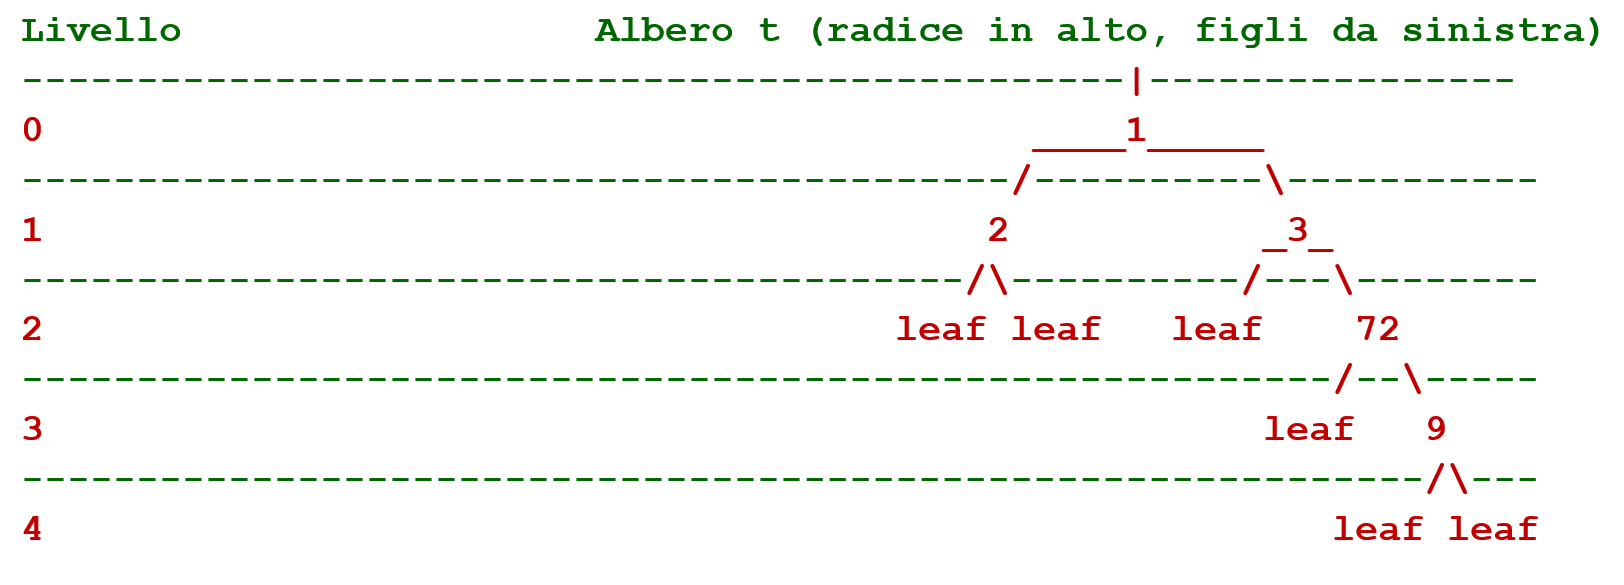 Livello Albero t (radice in alto, figli da sinistra)
0 1
1 2 3
2 leaf leaf leaf 72
3 leaf 9
4 leaf leaf